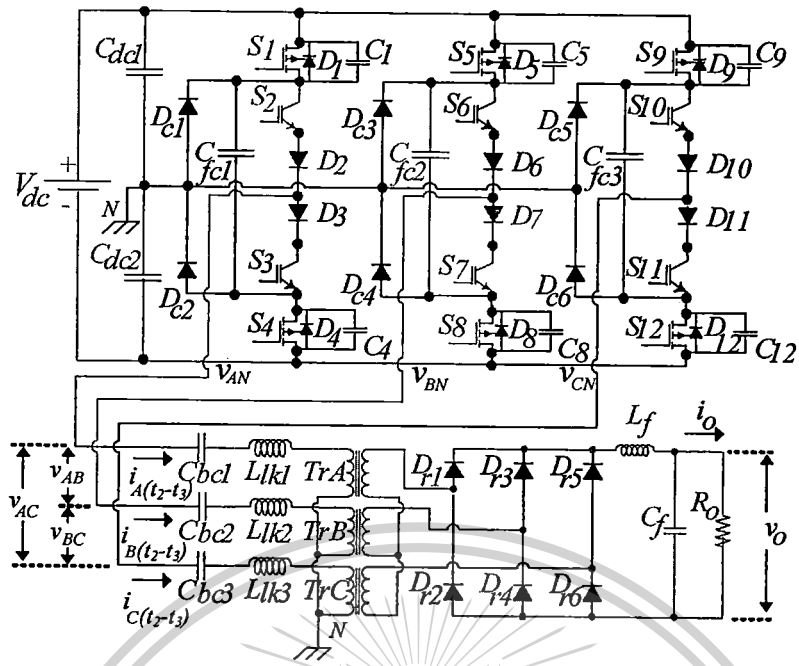 S1 C1 S5 C5 S9 C9
Cdc1 D1 D5 D9
S2 S6 S10
Dc1 Dc3 Dc5
Cfc1 D2 Cfc2 D6 Cfc3 D10
+
Vdc
-
N D3 D7 D11
Cdc2 S3 S7 S11
Dc2 Dc4 Dc6
S4 D4 C4 S8 D8 C8 S12 D12 C12
vAN vBN vCN
Lf io
iA(t2-t3) Cbc1 Llk1 TrA Dr1 Dr3 Dr5
vAB
vAC
iB(t2-t3) Cbc2 Llk2 TrB Cf Ro vo
vBC
iC(t2-t3) Cbc3 Llk3 TrC Dr2 Dr4 Dr6
N